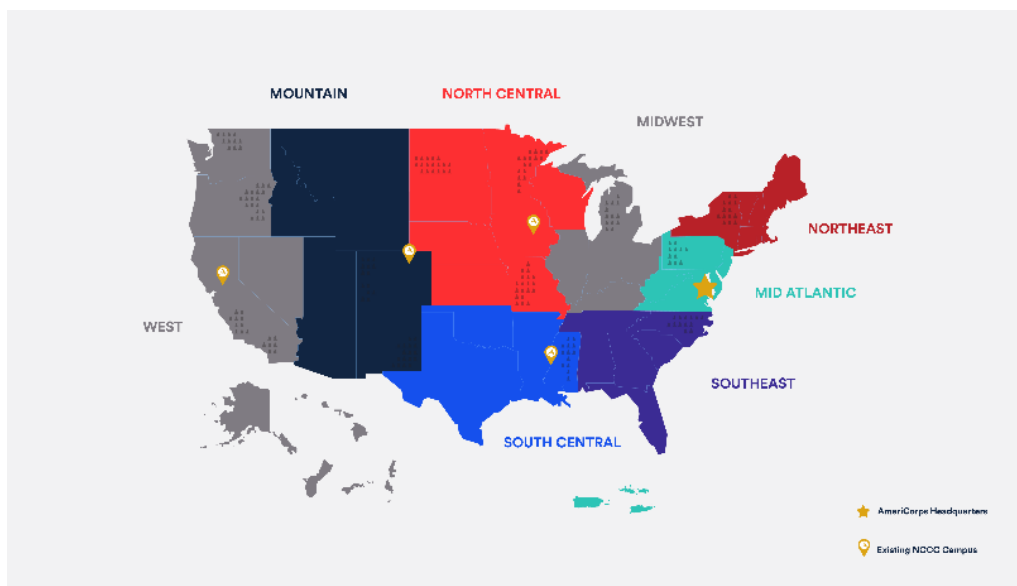 MOUNTAIN
NORTH CENTRAL
MIDWEST
NORTHEAST
MID ATLANTIC
WEST
SOUTHEAST
SOUTH CENTRAL
AmeriCorps Headquarters
Existing NCCC Campus